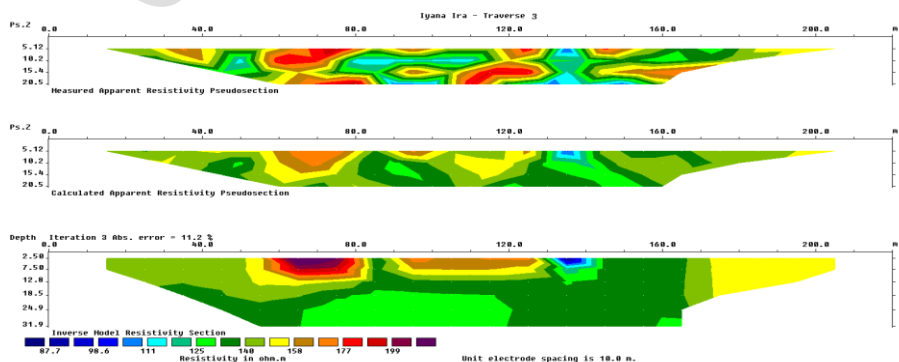 Iyana Ira - Traverse 3
Ps.Z 0.0 40.0 80.0 120.0 160.0 200.0 m
5.12
10.2
15.4
20.5
Measured Apparent Resistivity Pseudosection
Ps.Z 0.0 40.0 80.0 120.0 160.0 200.0 m
5.12
10.2
15.4
20.5
Calculated Apparent Resistivity Pseudosection
Depth Iteration 3 Abs. error = 11.2 %
0.0 40.0 80.0 120.0 160.0 200.0 m
2.50
7.50
12.8
18.5
24.9
31.9
Inverse Model Resistivity Section
87.7 98.6 111 125 140 158 177 199
Resistivity in ohm.m
Unit electrode spacing is 10.0 m.